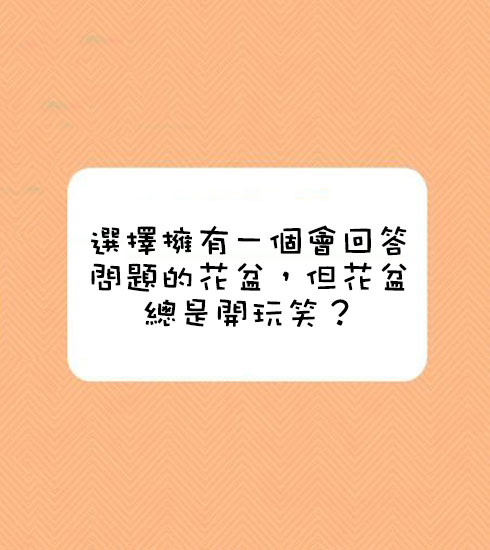 選擇擁有一個會回答
問題的花盆，但花盆
總是開玩笑？